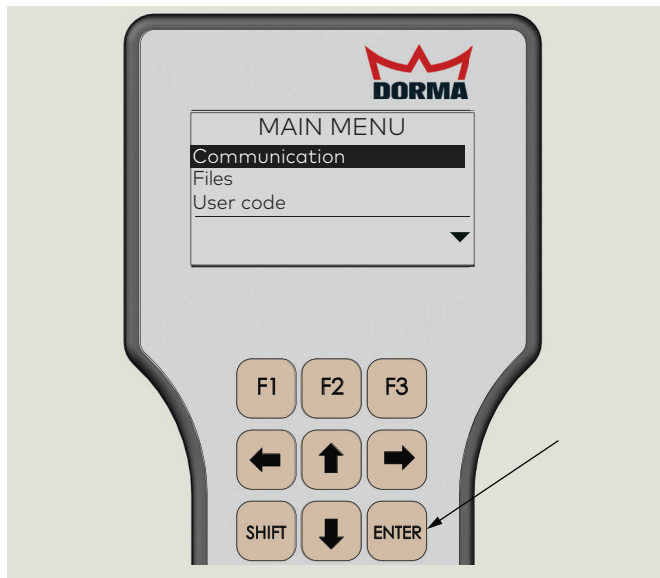 DORMA
MAIN MENU
Communication
Files
User code
F1 F2 F3
SHIFT ENTER